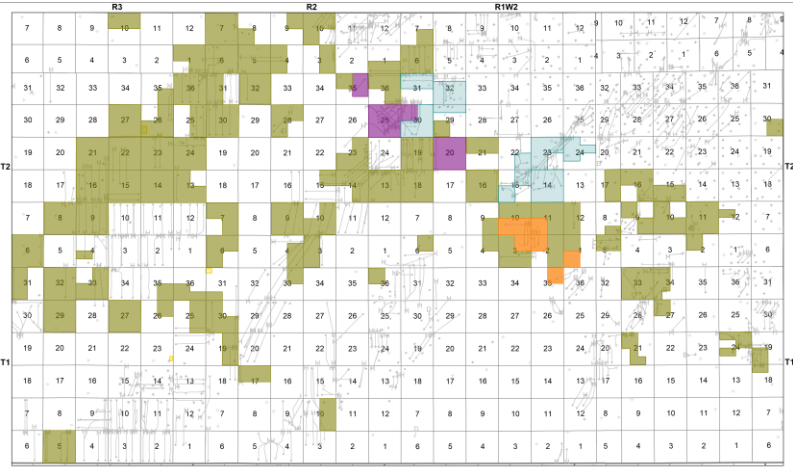 R3 R2 R1W2
7 8 9 10 11 12 7 8 9 10 11 12 7 8 9 10 11 12 9 10 11 12 7 8
6 5 4 3 2 1 6 5 4 3 2 1 6 5 4 3 2 1 4 3 2 1 6 5 4
31 32 33 34 35 36 31 32 33 34 35 36 31 32 33 34 35 36 33 34 35 36 31
30 29 28 27 26 25 30 29 28 27 26 25 30 29 28 27 26 25 28 27 26 25 30
19 20 21 22 23 24 19 20 21 22 23 24 19 20 21 22 23 24 20 21 22 23 24 19
T2 T2
18 17 16 15 14 13 18 17 16 15 14 13 18 17 16 15 14 13 17 16 15 14 13 18
7 8 9 10 11 12 7 8 9 10 11 12 7 8 9 10 11 12 8 9 10 11 12 7
6 5 4 3 2 1 6 5 4 3 2 1 6 5 4 3 2 1 5 4 3 2 1 6
31 32 33 34 35 36 31 32 33 34 35 36 31 32 33 34 35 36 32 33 34 35 36 31
30 29 28 27 26 25 30 29 28 27 26 25 30 29 28 27 26 25 29 28 27 26 25 30
19 20 21 22 23 24 19 20 21 22 23 24 19 20 21 22 23 24 20 21 22 23 24 19
T1 T1
18 17 16 15 14 13 18 17 16 15 14 13 18 17 16 15 14 13 17 16 15 14 13 18
7 8 9 10 11 12 7 8 9 10 11 12 7 8 9 10 11 12 8 9 10 11 12 7
6 5 4 3 2 1 6 5 4 3 2 1 6 5 4 3 2 1 5 4 3 2 1 6